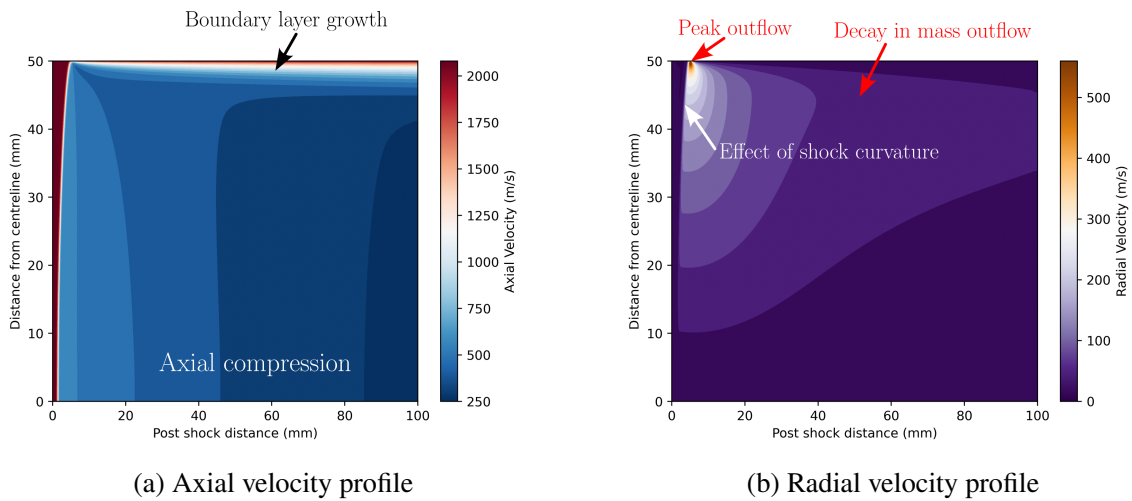 Boundary layer growth
50
40
30
20
10
0
Distance from centreline (mm)
Axial compression
0
20
40
60
80
100
Post shock distance (mm)
2000
1750
1500
1250
1000
750
500
250
Axial Velocity (m/s)
(a) Axial velocity profile
Peak outflow
Decay in mass outflow
50
40
30
20
10
0
Distance from centreline (mm)
Effect of shock curvature
0
20
40
60
80
100
Post shock distance (mm)
500
400
300
200
100
0
Radial Velocity (m/s)
(b) Radial velocity profile